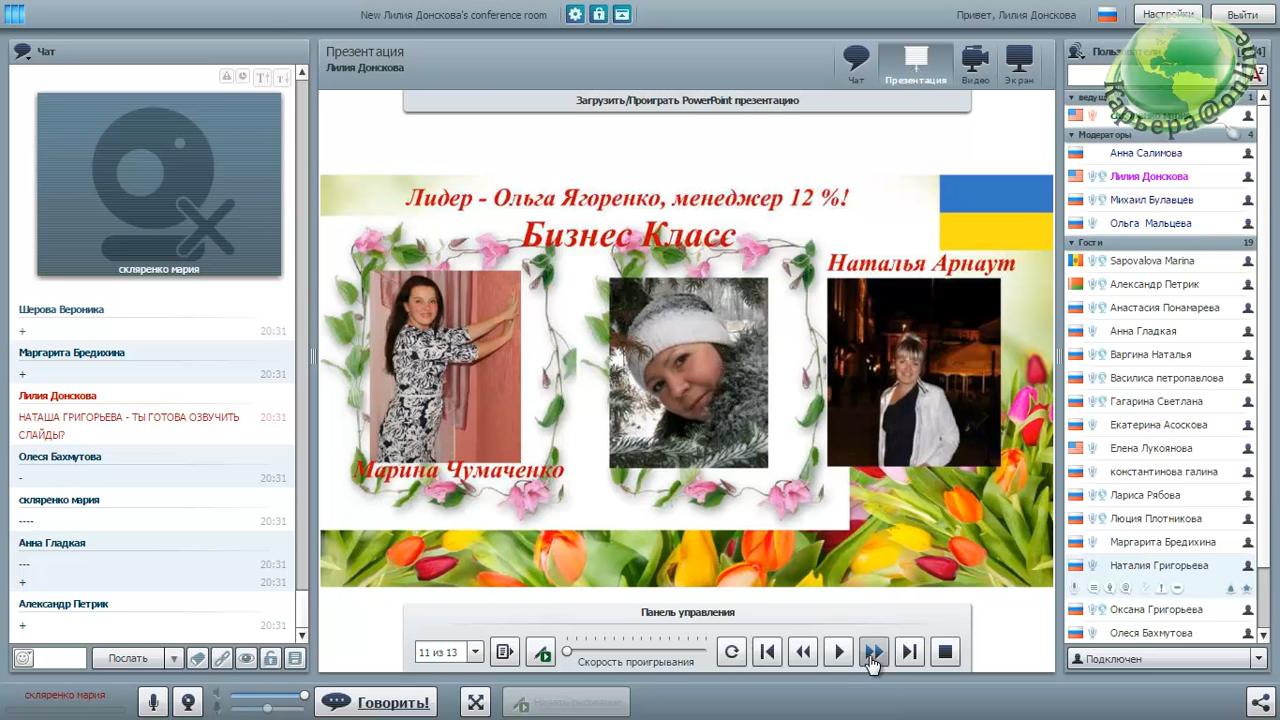 New Лилия Донскова's conference room
Привет, Лилия Донскова
Настройки
Выйти
Чат
скляренко мария
Шерова Вероника
+ 20:31
Маргарита Бредихина
+ 20:31
Лилия Донскова
НАТАША ГРИГОРЬЕВА - ТЫ ГОТОВА ОЗВУЧИТЬ 20:31
СЛАЙДЫ?
Олеся Бахмутова
- 20:31
скляренко мария
---- 20:31
Анна Гладкая
--- 20:31
+ 20:31
Александр Петрик
+ 20:31
Послать
Презентация
Лилия Донскова
Чат
Презентация
Видео
Экран
Загрузить/Проиграть PowerPoint презентацию
Лидер - Ольга Ягоренко, менеджер 12 %!
Бизнес Класс
Наталья Арнаут
Марина Чумаченко
Панель управления
11 из 13
Скорость проигрывания
Пользователи
Карьера@online
ведущ 1
Модераторы 4
Анна Салимова
Лилия Донскова
Михаил Булавцев
Ольга Мальцева
Гости 19
Sapovalova Marina
Александр Петрик
Анастасия Понамарева
Анна Гладкая
Варгина Наталья
Василиса петропавлова
Гагарина Светлана
Екатерина Асоскова
Елена Лукоянова
константинова галина
Лариса Рябова
Люция Плотникова
Маргарита Бредихина
Наталия Григорьева
Оксана Григорьева
Олеся Бахмутова
Подключен
скляренко мария
Говорить!